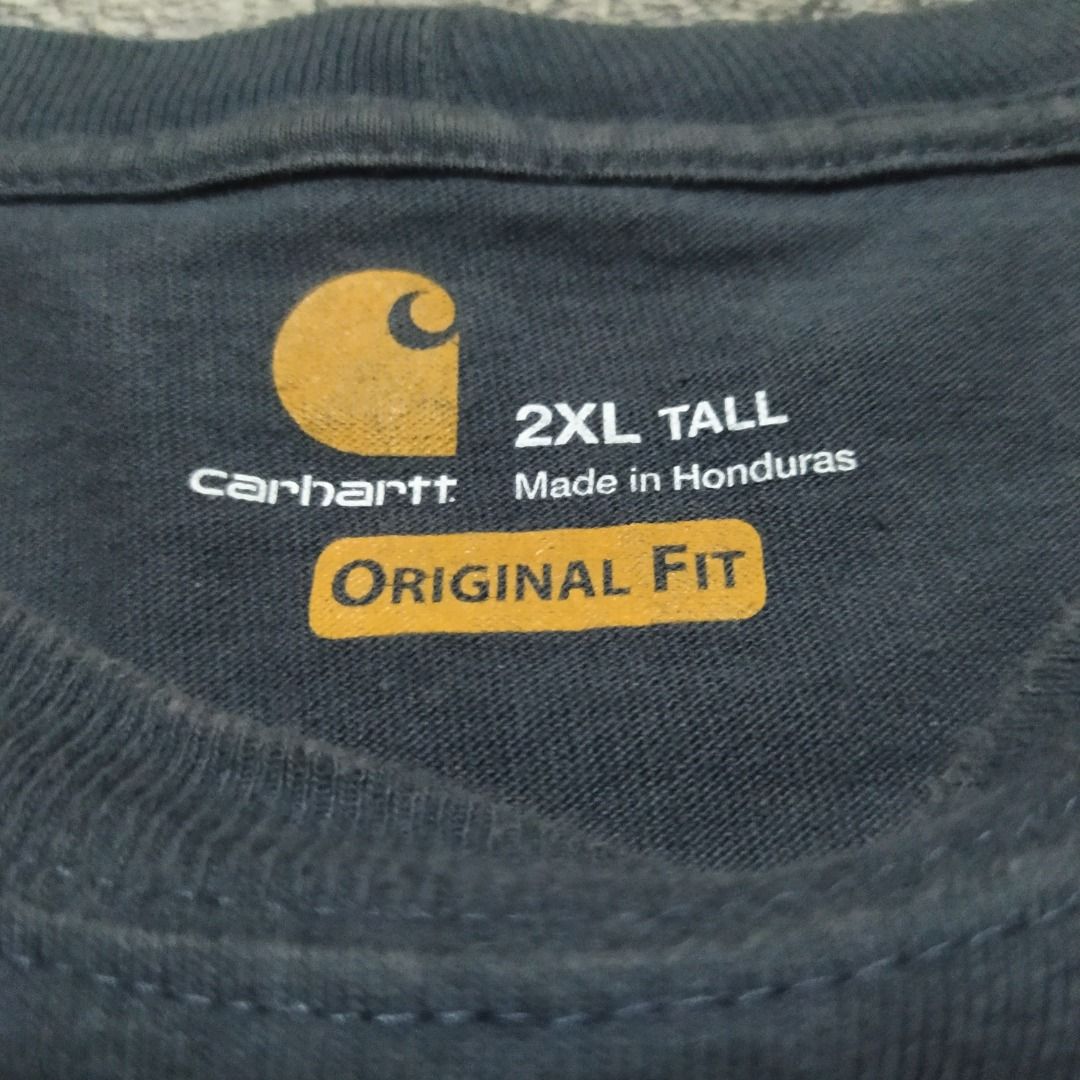 carhartt
2XL TALL
Made in Honduras
ORIGINAL FIT